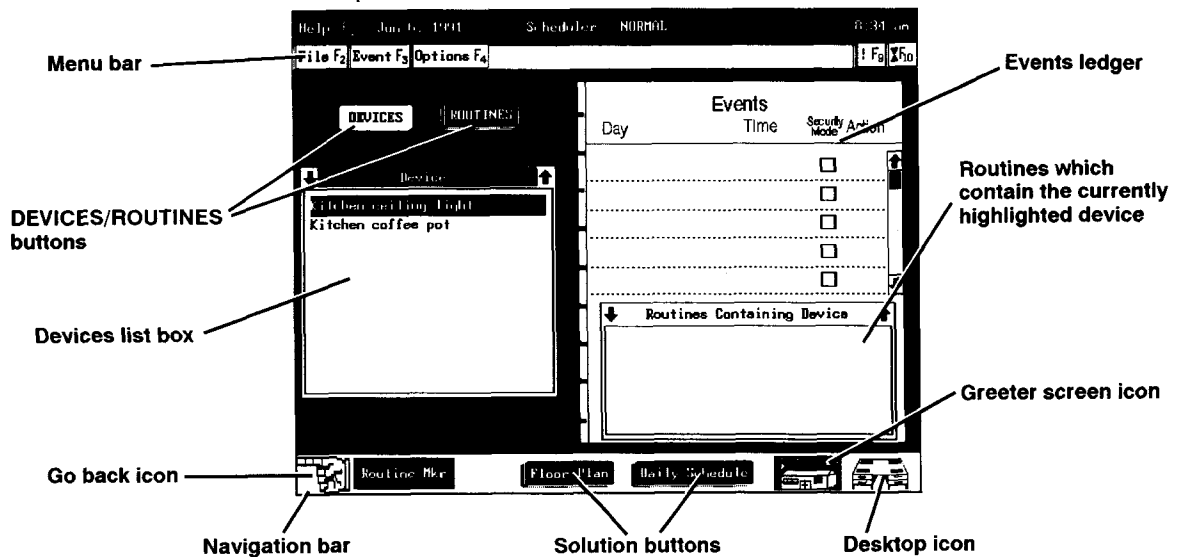 Help F1 Jun 6, 1991 Scheduler NORMAL 8:34 am
Menu bar
File F2 Event F3 Options F4 ! F9 F10
Events ledger
DEVICES ROUTINES
Events
Day Time Security Mode Action
Routines which
contain the currently
highlighted device
Device
Kitchen ceiling light
Kitchen coffee pot
DEVICES/ROUTINES
buttons
Devices list box
Routines Containing Device
Greeter screen icon
Go back icon
Routine Mkr Floor Plan Daily Schedule
Navigation bar
Solution buttons
Desktop icon